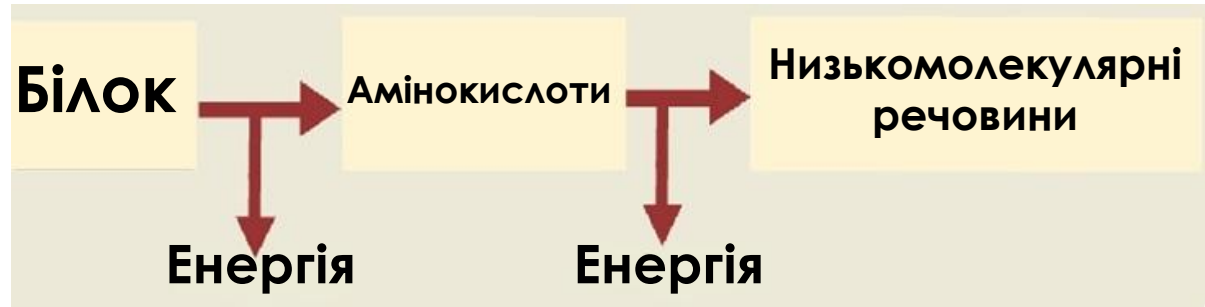 Білок
Амінокислоти
Низькомолекулярні
речовини
Енергія
Енергія